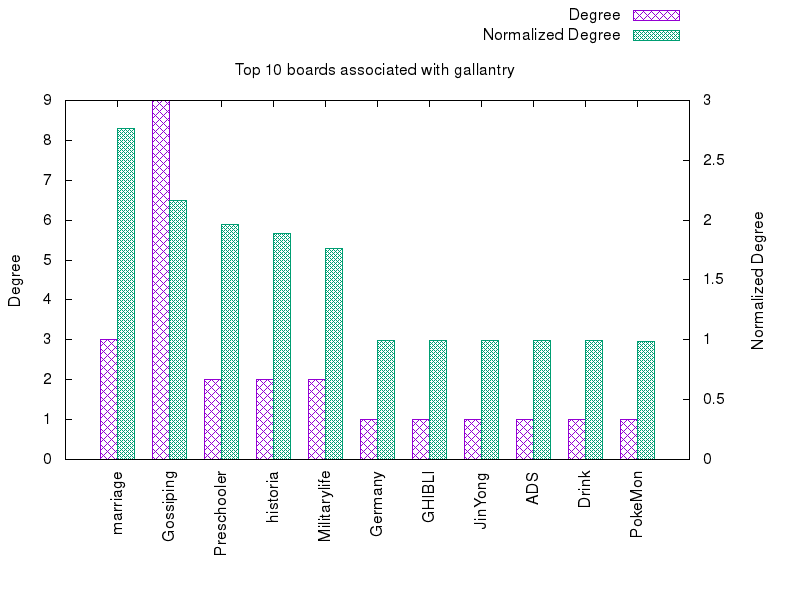 Degree
Normalized Degree
Top 10 boards associated with gallantry
9
8
7
6
5
4
3
2
1
0
3
2.5
2
1.5
1
0.5
0
Degree
Normalized Degree
marriage
Gossiping
Preschooler
historia
Militarylife
Germany
GHIBLI
JinYong
ADS
Drink
PokeMon